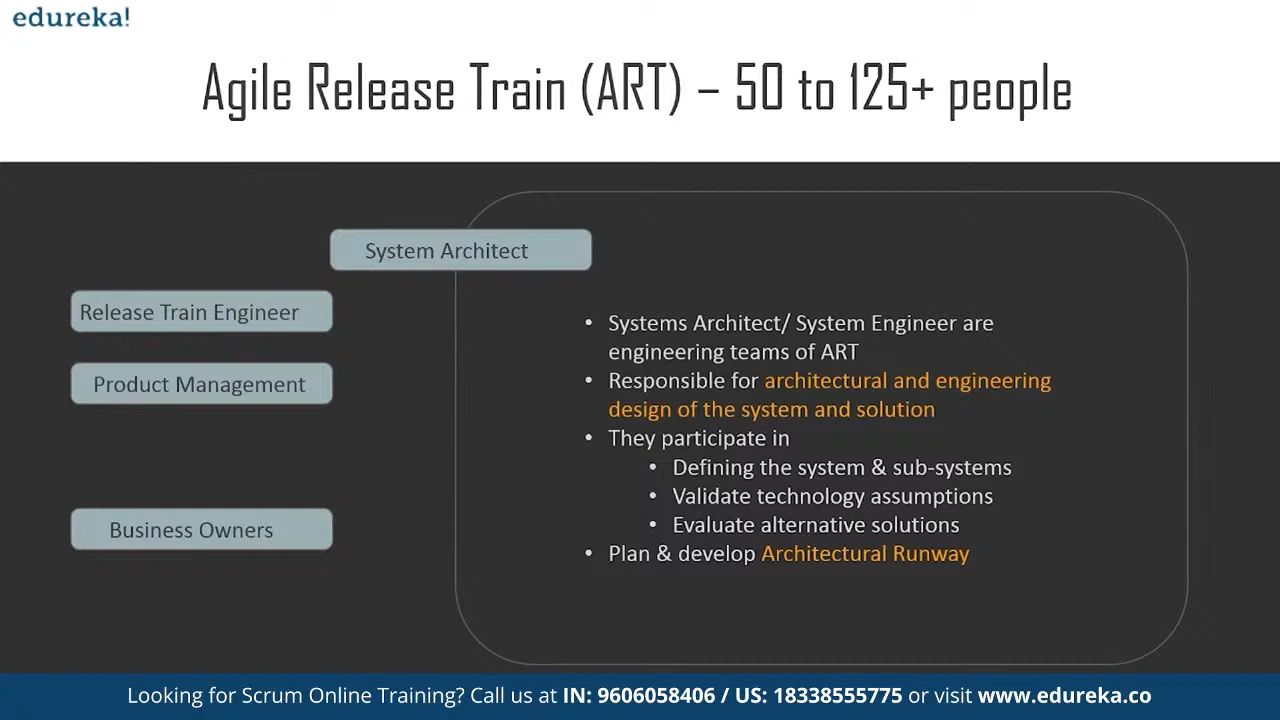 edureka!
Agile Release Train (ART) – 50 to 125+ people
System Architect
Release Train Engineer
Product Management
Business Owners
• Systems Architect/ System Engineer are
engineering teams of ART
• Responsible for architectural and engineering
design of the system and solution
• They participate in
• Defining the system & sub-systems
• Validate technology assumptions
• Evaluate alternative solutions
• Plan & develop Architectural Runway
Looking for Scrum Online Training? Call us at IN: 9606058406 / US: 18338555775 or visit www.edureka.co